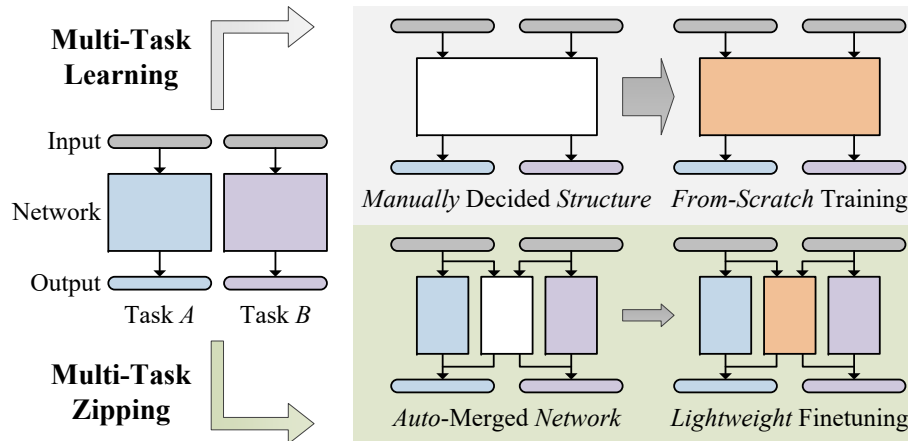 Multi-Task
Learning
Input
Network
Output
Task A
Task B
Multi-Task
Zipping
Manually Decided Structure
From-Scratch Training
Auto-Merged Network
Lightweight Finetuning